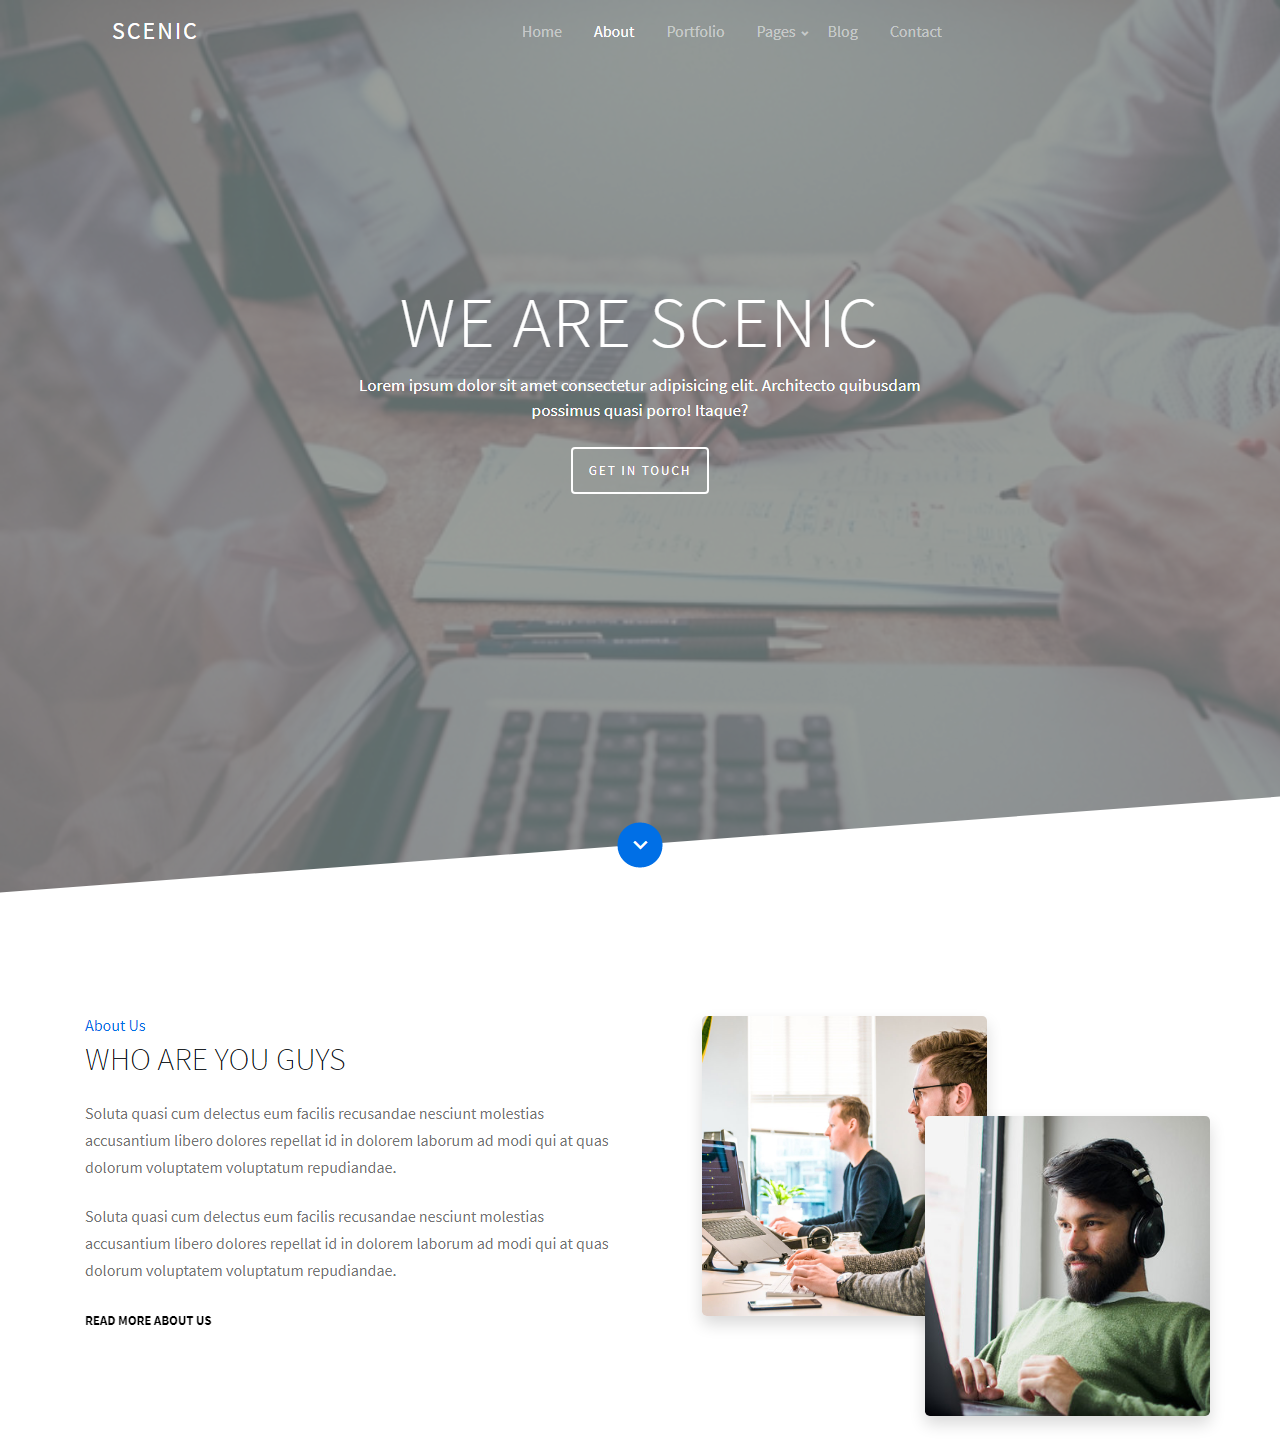 SCENIC
Home About Portfolio Pages Blog Contact
WE ARE SCENIC
Lorem ipsum dolor sit amet consectetur adipisicing elit. Architecto quibusdam
possimus quasi porro! Itaque?
GET IN TOUCH
About Us
WHO ARE YOU GUYS
Soluta quasi cum delectus eum facilis recusandae nesciunt molestias
accusantium libero dolores repellat id in dolorem laborum ad modi qui at quas
dolorum voluptatem voluptatum repudiandae.
Soluta quasi cum delectus eum facilis recusandae nesciunt molestias
accusantium libero dolores repellat id in dolorem laborum ad modi qui at quas
dolorum voluptatem voluptatum repudiandae.
READ MORE ABOUT US